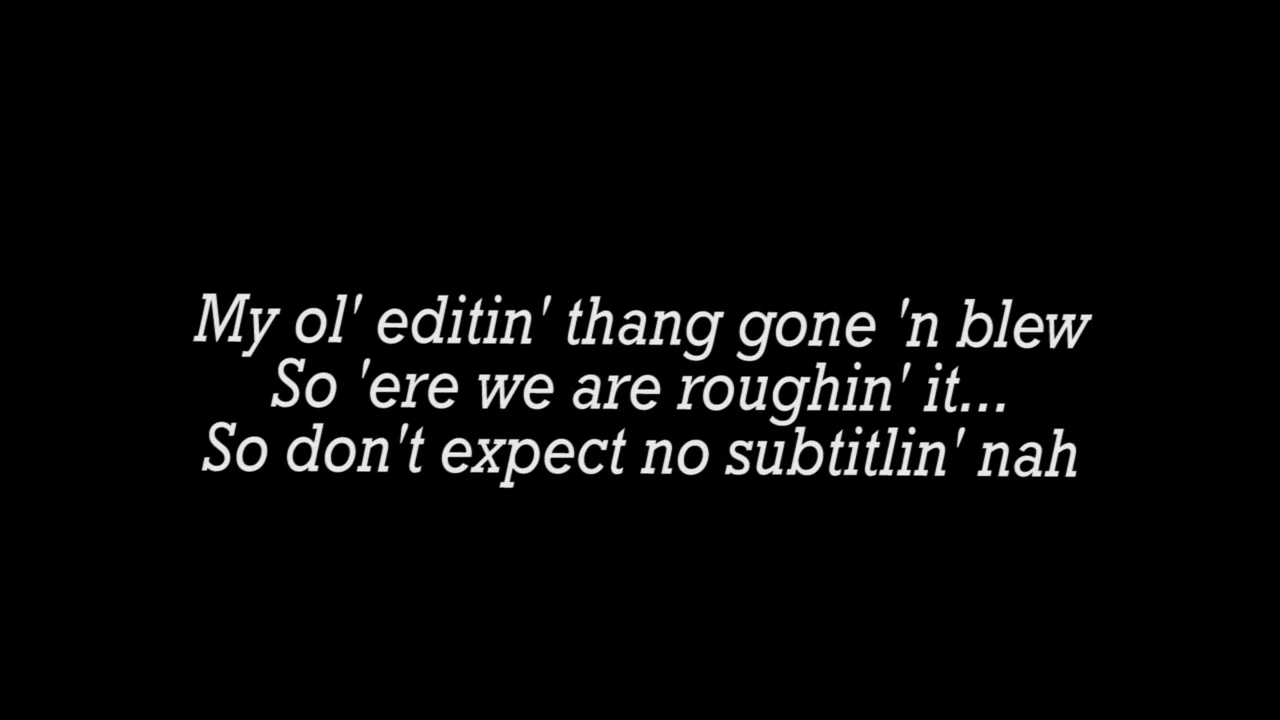 My ol' editin' thang gone 'n blew
So 'ere we are roughin' it...
So don't expect no subtitlin' nah